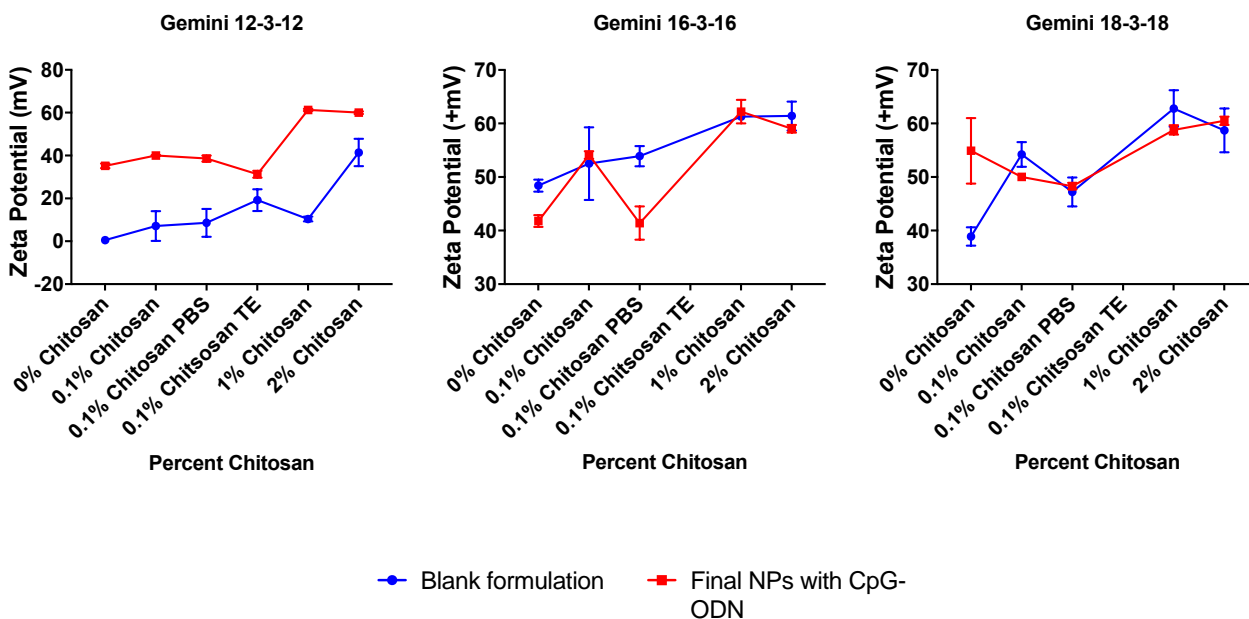 Gemini 12-3-12
Zeta Potential (mV)
80
60
40
20
0
-20
0% Chitosan
0.1% Chitosan
0.1% Chitosan PBS
0.1% Chitsosan TE
1% Chitosan
2% Chitosan
Percent Chitosan
Gemini 16-3-16
Zeta Potential (+mV)
70
60
50
40
30
0% Chitosan
0.1% Chitosan
0.1% Chitosan PBS
0.1% Chitsosan TE
1% Chitosan
2% Chitosan
Percent Chitosan
Gemini 18-3-18
Zeta Potential (+mV)
70
60
50
40
30
0% Chitosan
0.1% Chitosan
0.1% Chitosan PBS
0.1% Chitsosan TE
1% Chitosan
2% Chitosan
Percent Chitosan
Blank formulation
Final NPs with CpG-
ODN